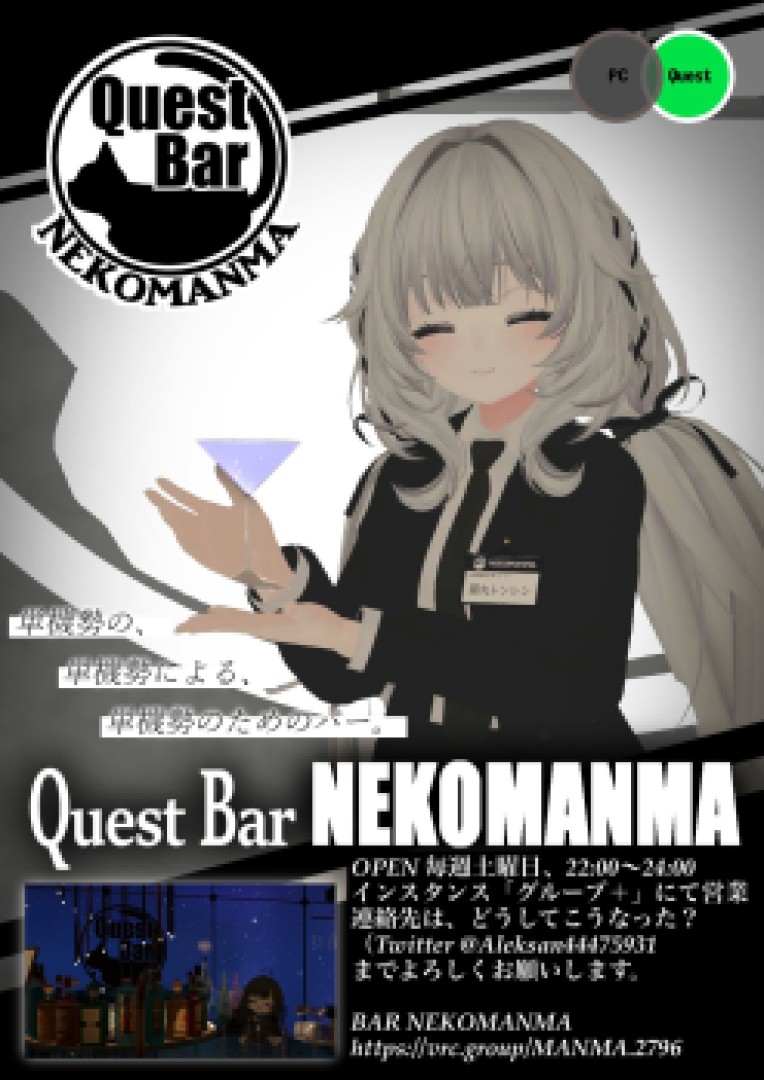 Quest
Bar
NEKOMANMA
PC
Quest
単機勢の、
単機勢による、
単機勢のためのバー。
Quest Bar NEKOMANMA
OPEN 毎週土曜日、22:00～24:00
インスタンス「グループ＋」にて営業
連絡先は、どうしてこうなった？
（Twitter @Aleksan44475931
までよろしくお願いします。
BAR NEKOMANMA
https://vrc.group/MANMA.2796
Quest
Bar